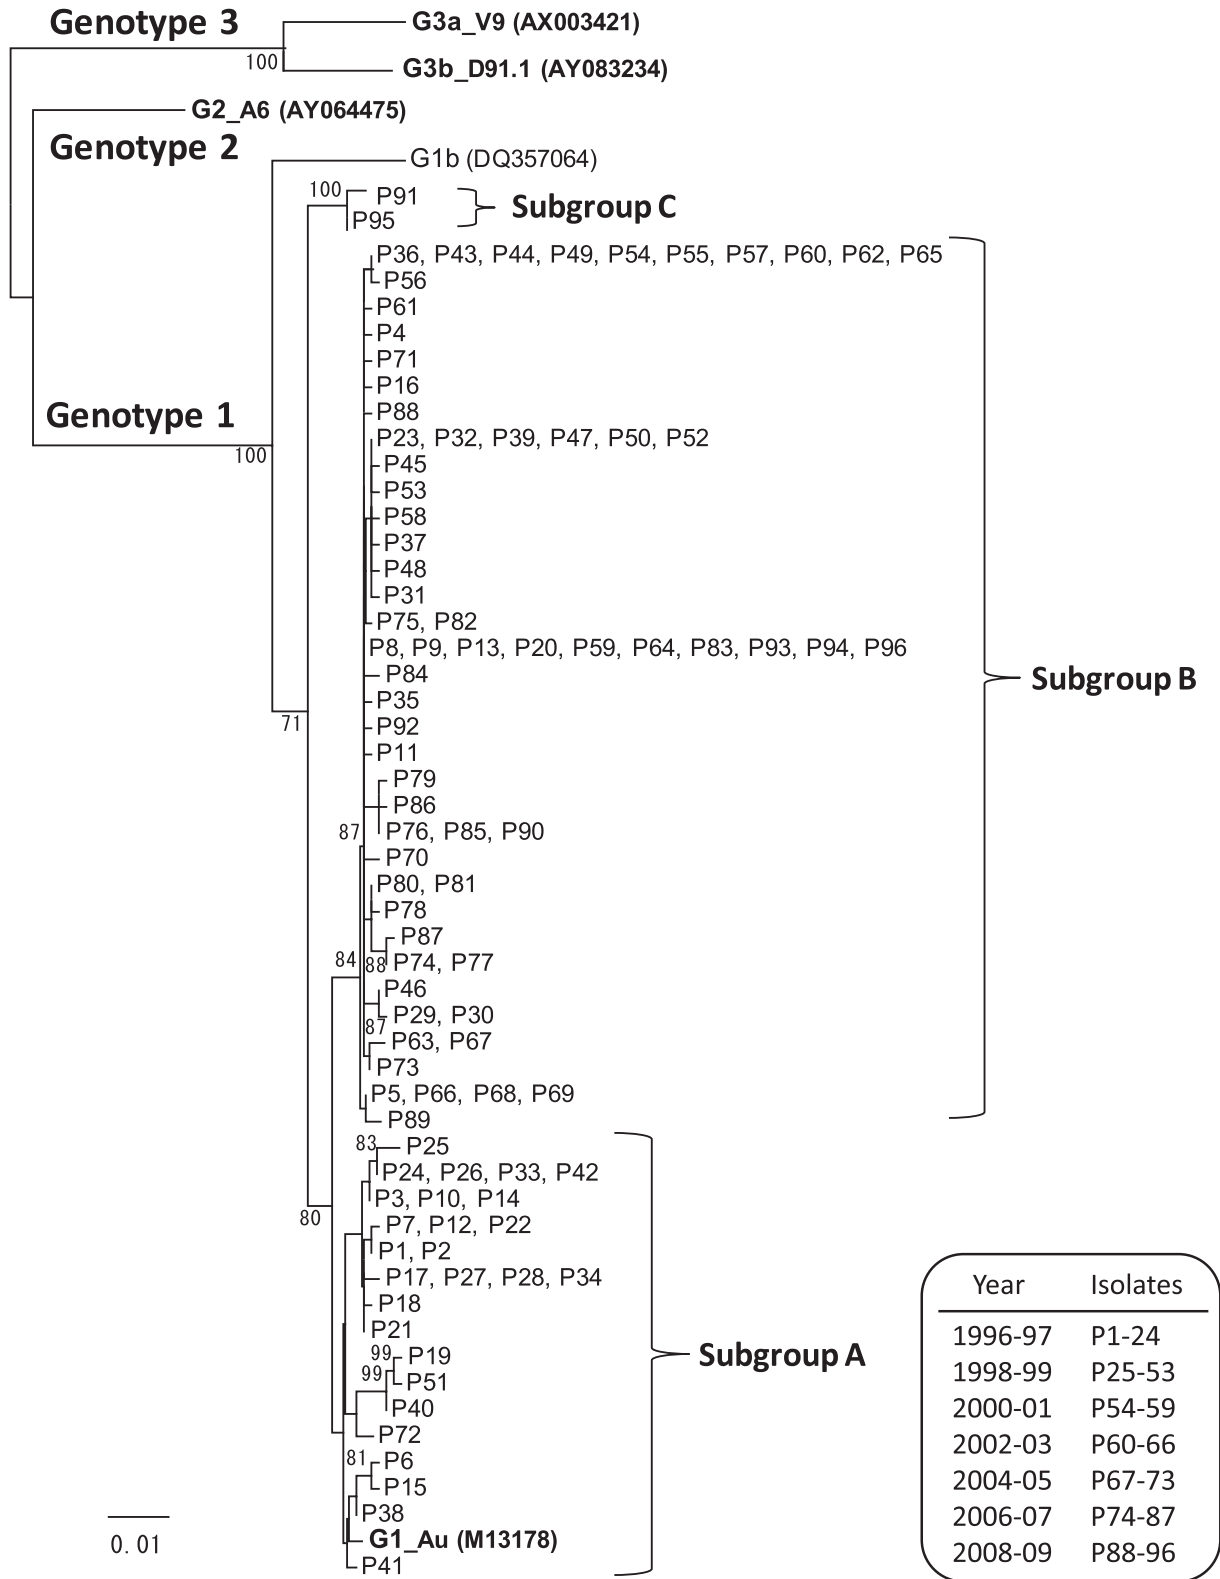 Genotype 3
G3a_V9 (AX003421)
100
G3b_D91.1 (AY083234)
G2_A6 (AY064475)
Genotype 2
G1b (DQ357064)
100
P91
P95
Subgroup C
P36, P43, P44, P49, P54, P55, P57, P60, P62, P65
P56
P61
P4
P71
P16
P88
Genotype 1
100
P23, P32, P39, P47, P50, P52
P45
P53
P58
P37
P48
P31
P75, P82
P8, P9, P13, P20, P59, P64, P83, P93, P94, P96
P84
Subgroup B
P35
71
P92
P11
P79
P86
87
P76, P85, P90
P70
P80, P81
P78
P87
84
88
P74, P77
P46
P29, P30
87
P63, P67
P73
P5, P66, P68, P69
P89
83
P25
P24, P26, P33, P42
P3, P10, P14
80
P7, P12, P22
P1, P2
P17, P27, P28, P34
P18
P21
99
P19
Subgroup A
99
P51
P40
P72
81
P6
P15
P38
G1_Au (M13178)
P41
0.01
Year Isolates
1996-97 P1-24
1998-99 P25-53
2000-01 P54-59
2002-03 P60-66
2004-05 P67-73
2006-07 P74-87
2008-09 P88-96